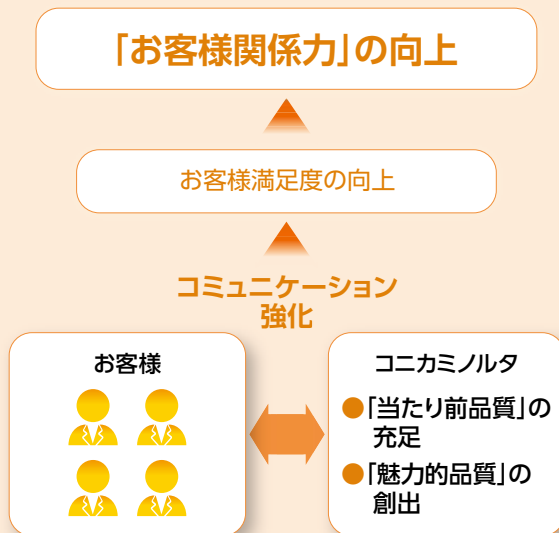 「お客様関係力」の向上
お客様満足度の向上
コミュニケーション
強化
お客様
コニカミノルタ
●「当たり前品質」の
充足
●「魅力的品質」の
創出